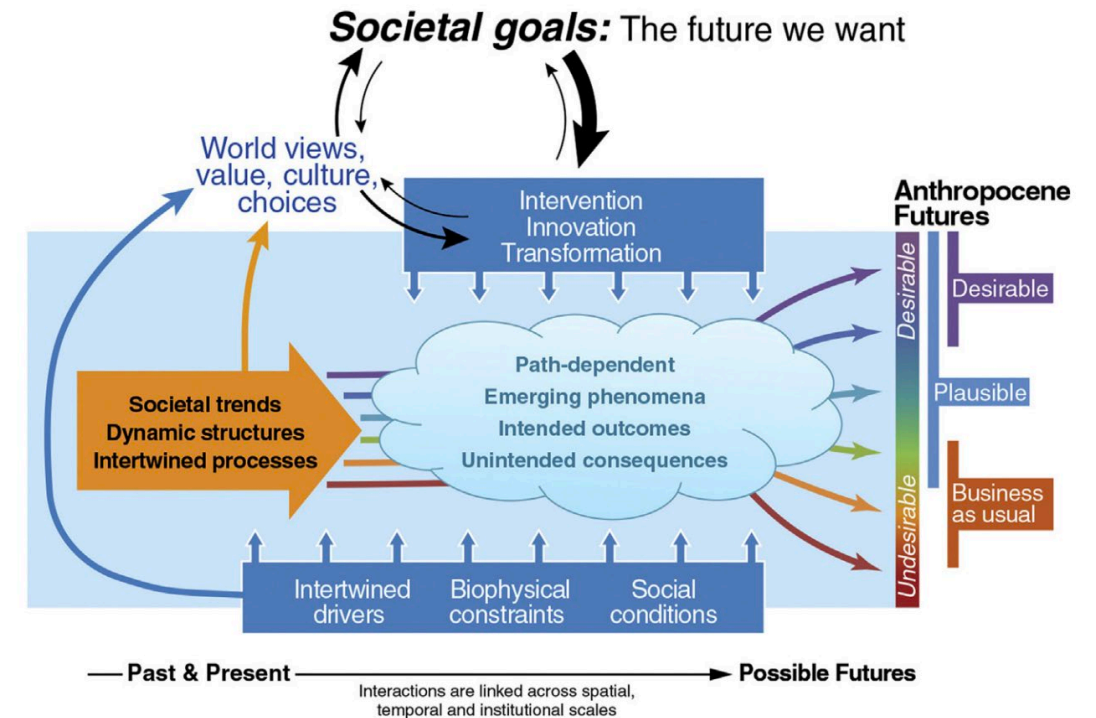 Societal goals: The future we want
World views,
value, culture,
choices
Intervention
Innovation
Transformation
Anthropocene
Futures
Desirable
Undesirable
Desirable
Plausible
Business
as usual
Path-dependent
Emerging phenomena
Intended outcomes
Unintended consequences
Societal trends
Dynamic structures
Intertwined processes
Intertwined
drivers
Biophysical
constraints
Social
conditions
Past & Present
Possible Futures
Interactions are linked across spatial,
temporal and institutional scales